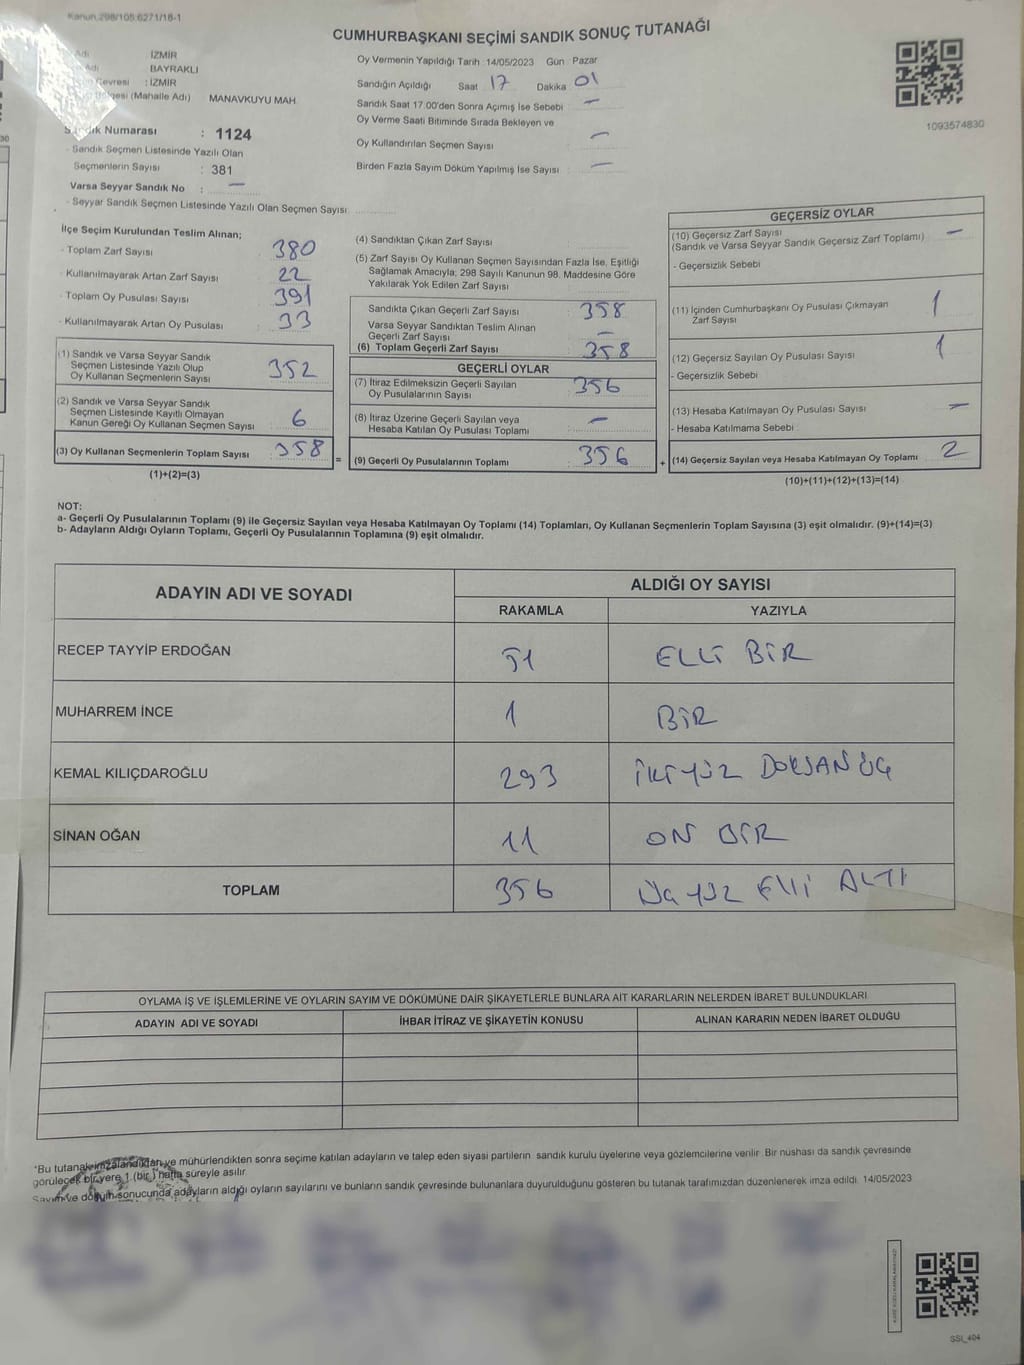 Kanun:298/105:6271/18-1
CUMHURBAŞKANI SEÇİMİ SANDIK SONUÇ TUTANAĞI
Adı İZMİR
Adı BAYRAKLI
Çevresi : İZMİR
(Mahalle Adı) MANAVKUYU MAH
Sandık Numarası : 1124
Sandık Seçmen Listesinde Yazılı Olan
Seçmenlerin Sayısı : 381
Varsa Seyyar Sandık No : —
Seyyar Sandık Seçmen Listesinde Yazılı Olan Seçmen Sayısı
Oy Vermenin Yapıldığı Tarih 14/05/2023 Gün Pazar
Sandığın Açıldığı Saat 17 Dakika 01
Sandık Saat 17:00'den Sonra Açımış İse Sebebi —
Oy Verme Saati Bitiminde Sırada Bekleyen ve
Oy Kullandırılan Seçmen Sayısı —
Birden Fazla Sayım Döküm Yapılmış İse Sayısı —
1093574830
İlçe Seçim Kurulundan Teslim Alınan;
- Toplam Zarf Sayısı 380
- Kullanılmayarak Artan Zarf Sayısı 22
- Toplam Oy Pusulası Sayısı 391
- Kullanılmayarak Artan Oy Pusulası 33
(1) Sandık ve Varsa Seyyar Sandık
Seçmen Listesinde Yazılı Olup
Oy Kullanan Seçmenlerin Sayısı 352
(2) Sandık ve Varsa Seyyar Sandık
Seçmen Listesinde Kayıtlı Olmayan
Kanun Gereği Oy Kullanan Seçmen Sayısı 6
(3) Oy Kullanan Seçmenlerin Toplam Sayısı 358
(1)+(2)=(3)
(4) Sandıktan Çıkan Zarf Sayısı
(5) Zarf Sayısı Oy Kullanan Seçmen Sayısından Fazla İse, Eşitliği
Sağlamak Amacıyla; 298 Sayılı Kanunun 98. Maddesine Göre
Yakılarak Yok Edilen Zarf Sayısı
Sandıkta Çıkan Geçerli Zarf Sayısı 358
Varsa Seyyar Sandıktan Teslim Alınan
Geçerli Zarf Sayısı —
(6) Toplam Geçerli Zarf Sayısı 358
GEÇERLİ OYLAR
(7) İtiraz Edilmeksizin Geçerli Sayılan
Oy Pusulalarının Sayısı 356
(8) İtiraz Üzerine Geçerli Sayılan veya
Hesaba Katılan Oy Pusulası Toplamı —
= (9) Geçerli Oy Pusulalarının Toplamı 356
GEÇERSİZ OYLAR
(10) Geçersiz Zarf Sayısı
(Sandık ve Varsa Seyyar Sandık Geçersiz Zarf Toplamı) —
- Geçersizlik Sebebi
(11) İçinden Cumhurbaşkanı Oy Pusulası Çıkmayan
Zarf Sayısı 1
(12) Geçersiz Sayılan Oy Pusulası Sayısı 1
- Geçersizlik Sebebi
(13) Hesaba Katılmayan Oy Pusulası Sayısı —
- Hesaba Katılmama Sebebi
+ (14) Geçersiz Sayılan veya Hesaba Katılmayan Oy Toplamı 2
(10)+(11)+(12)+(13)=(14)
NOT:
a- Geçerli Oy Pusulalarının Toplamı (9) ile Geçersiz Sayılan veya Hesaba Katılmayan Oy Toplamı (14) Toplamları, Oy Kullanan Seçmenlerin Toplam Sayısına (3) eşit olmalıdır. (9)+(14)=(3)
b- Adayların Aldığı Oyların Toplamı, Geçerli Oy Pusulalarının Toplamına (9) eşit olmalıdır.
ADAYIN ADI VE SOYADI ALDIĞI OY SAYISI
RAKAMLA YAZIYLA
RECEP TAYYİP ERDOĞAN 51 ELLİ BİR
MUHARREM İNCE 1 BİR
KEMAL KILIÇDAROĞLU 293 İKİ YÜZ DOKSAN ÜÇ
SİNAN OĞAN 11 ON BİR
TOPLAM 356 ÜÇ YÜZ ELLİ ALTI
OYLAMA İŞ VE İŞLEMLERİNE VE OYLARIN SAYIM VE DÖKÜMÜNE DAİR ŞİKAYETLERLE BUNLARA AİT KARARLARIN NELERDEN İBARET BULUNDUKLARI
ADAYIN ADI VE SOYADI İHBAR İTİRAZ VE ŞİKAYETİN KONUSU ALINAN KARARIN NEDEN İBARET OLDUĞU
*Bu tutanak imzalandıktan ve mühürlendikten sonra seçime katılan adayların ve talep eden siyasi partilerin sandık kurulu üyelerine veya gözlemcilerine verilir. Bir nüshası da sandık çevresinde
görülecek bir yere 1 (bir) hafta süreyle asılır.
Sayım ve döküm sonucunda adayların aldığı oyların sayılarını ve bunların sandık çevresinde bulunanlara duyurulduğunu gösteren bu tutanak tarafımızdan düzenlenerek imza edildi. 14/05/2023
SSI_404